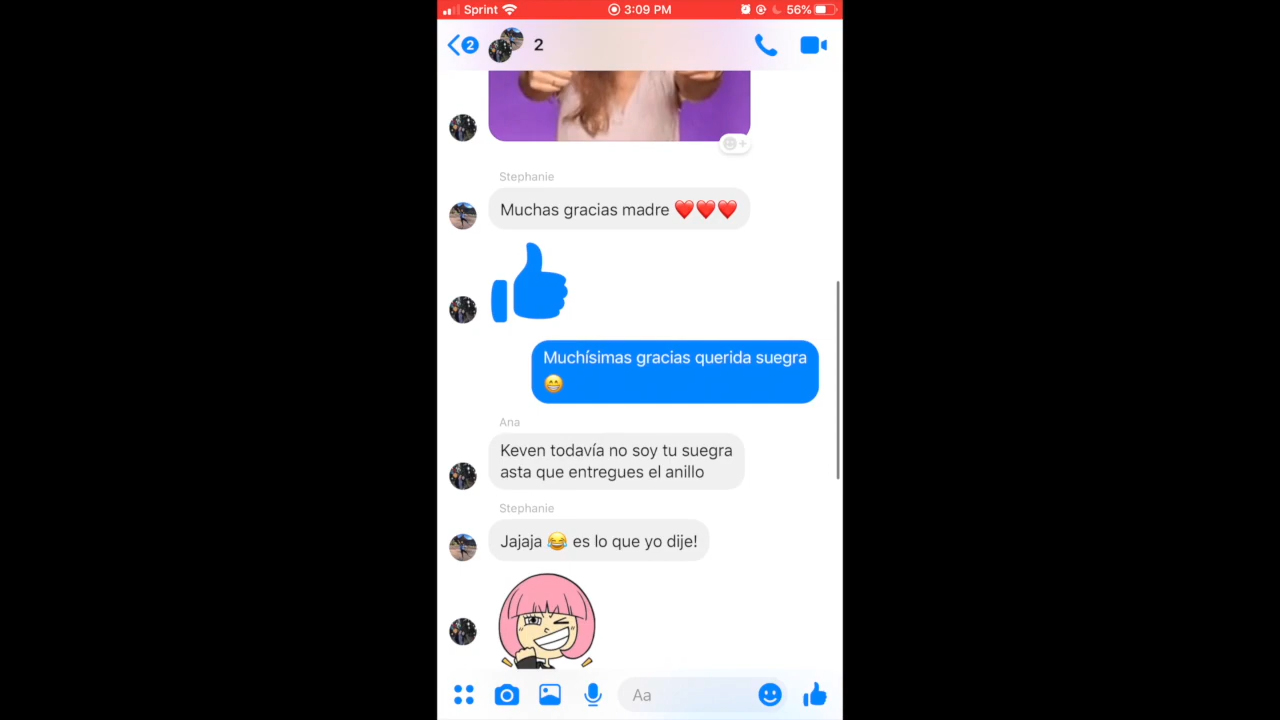 Sprint 3:09 PM 56%
2 2
Stephanie
Muchas gracias madre ❤️❤️❤️
Muchísimas gracias querida suegra
😁
Ana
Keven todavía no soy tu suegra
asta que entregues el anillo
Stephanie
Jajaja 😂 es lo que yo dije!
Aa